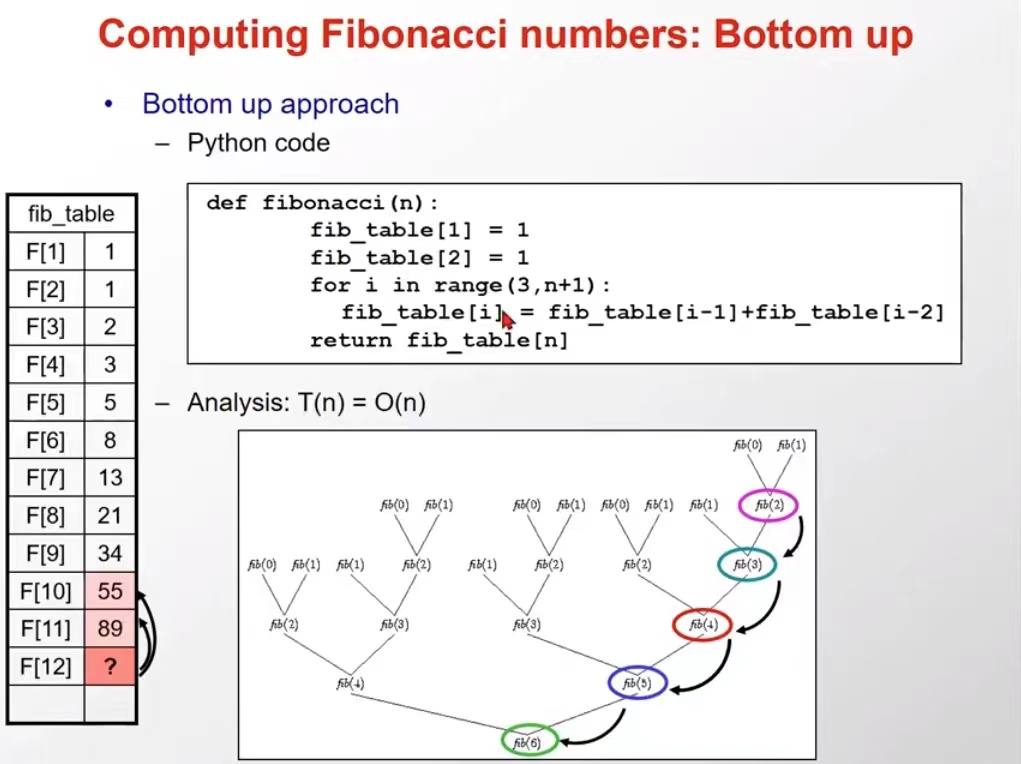 Computing Fibonacci numbers: Bottom up
• Bottom up approach
– Python code
def fibonacci(n):
fib_table[1] = 1
fib_table[2] = 1
for i in range(3,n+1):
fib_table[i] = fib_table[i-1]+fib_table[i-2]
return fib_table[n]
– Analysis: T(n) = O(n)
fib_table
F[1] 1
F[2] 1
F[3] 2
F[4] 3
F[5] 5
F[6] 8
F[7] 13
F[8] 21
F[9] 34
F[10] 55
F[11] 89
F[12] ?
fib(0) fib(1)
fib(0) fib(1) fib(0) fib(1) fib(0) fib(1) fib(1) fib(2)
fib(0) fib(1) fib(1) fib(2) fib(1) fib(2) fib(2) fib(3)
fib(2) fib(3) fib(3) fib(4)
fib(4) fib(5)
fib(6)